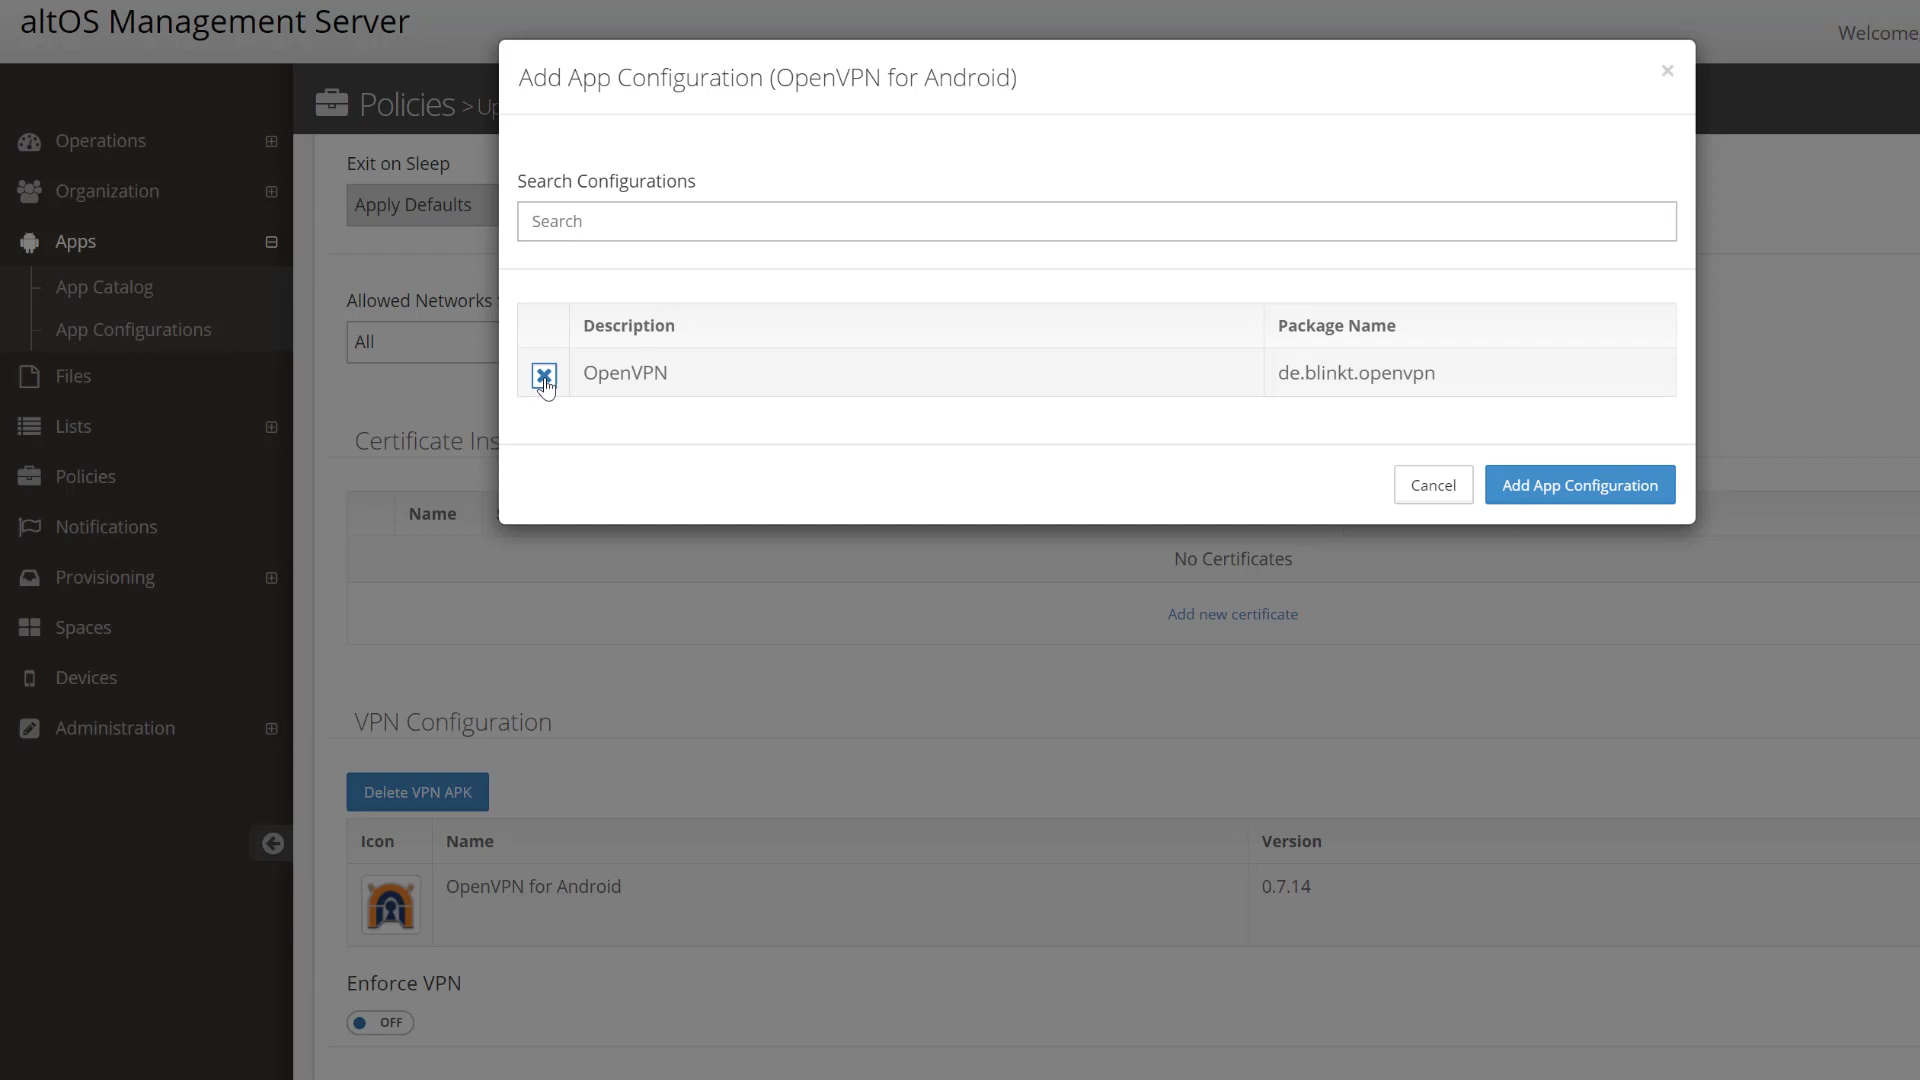 altOS Management Server
Welcome
Add App Configuration (OpenVPN for Android)
×
Policies > Up
Operations
Exit on Sleep
Search Configurations
Organization
Apply Defaults
Search
Apps
App Catalog
Allowed Networks
Description
Package Name
App Configurations
All
OpenVPN
de.blinkt.openvpn
Files
Lists
Certificate Ins
Policies
Cancel
Add App Configuration
Name
Notifications
No Certificates
Provisioning
Add new certificate
Spaces
Devices
VPN Configuration
Administration
Delete VPN APK
Icon
Name
Version
OpenVPN for Android
0.7.14
Enforce VPN
OFF